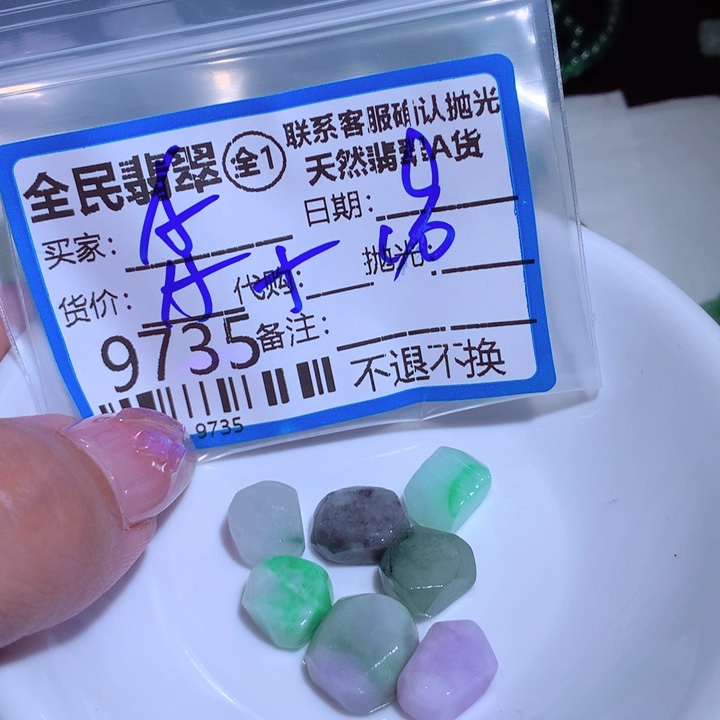 全民翡翠 全1 联系客服确认抛光
天然翡翠A货
买家: 日期:
货价: 代购: 抛光:
9735 备注:
不退不换
9735